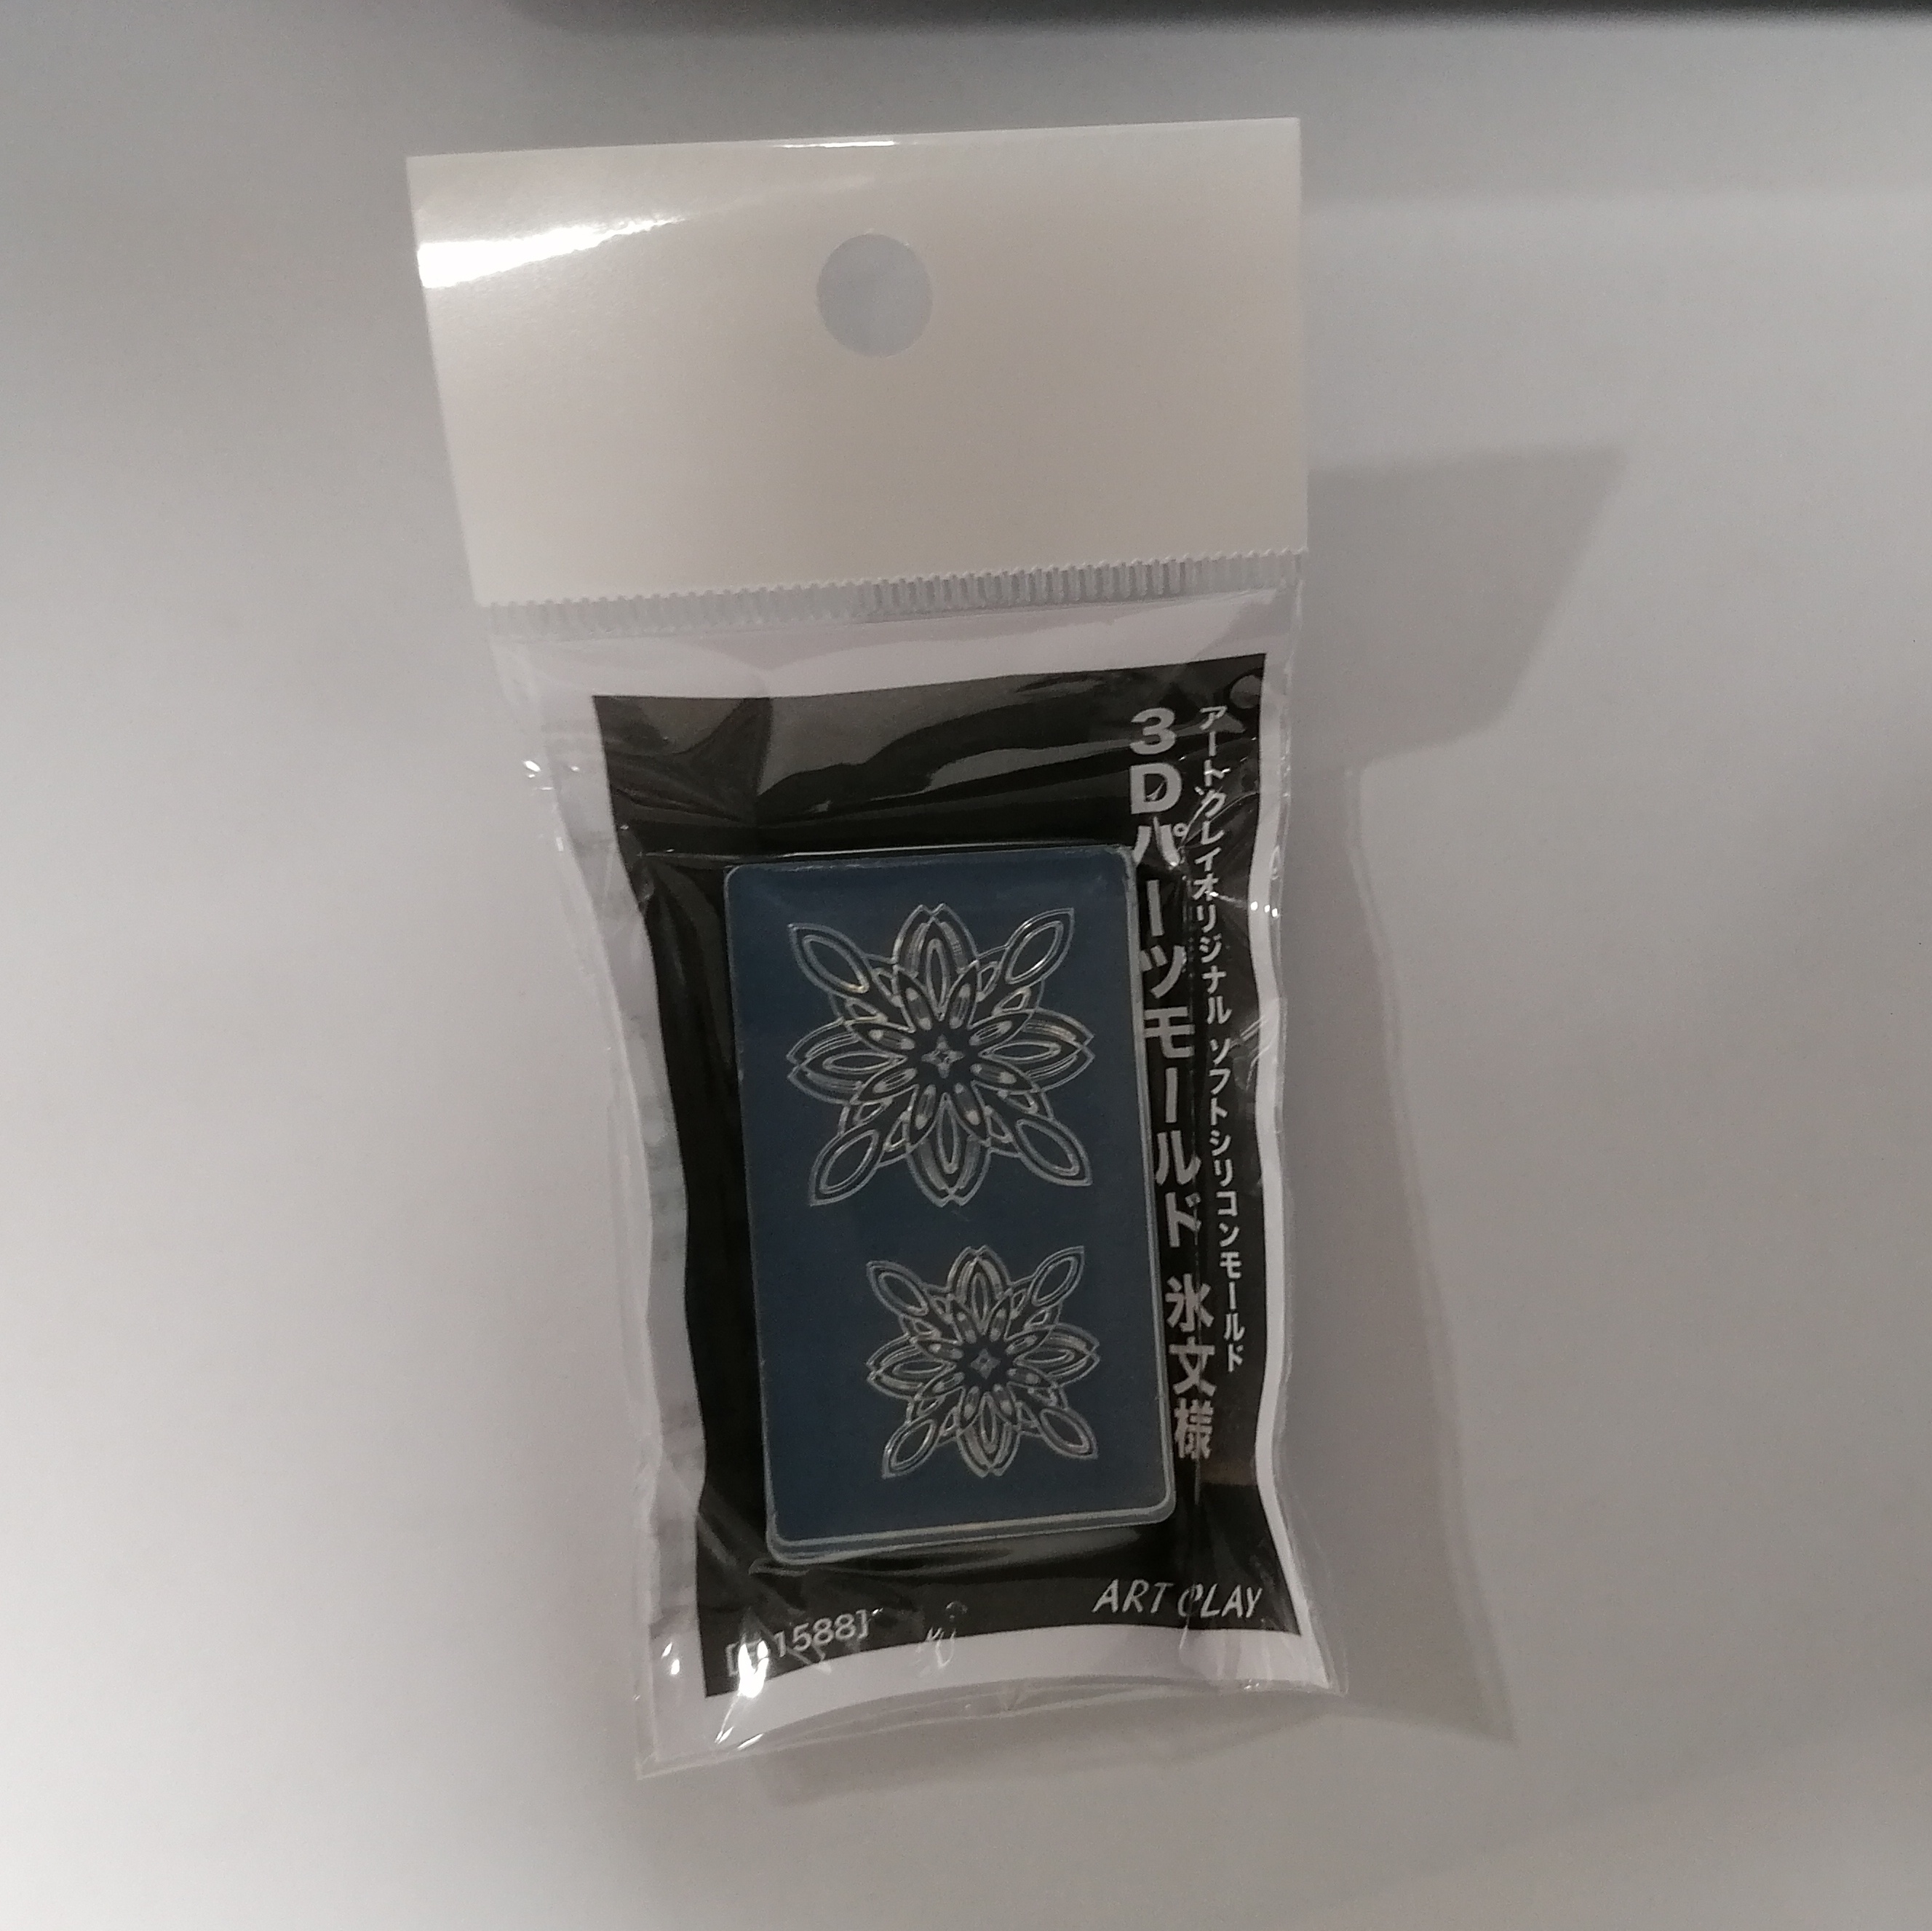 アートクレイオリジナル ソフトシリコンモールド
3Dパーツモールド 氷文様
ART CLAY
1588]